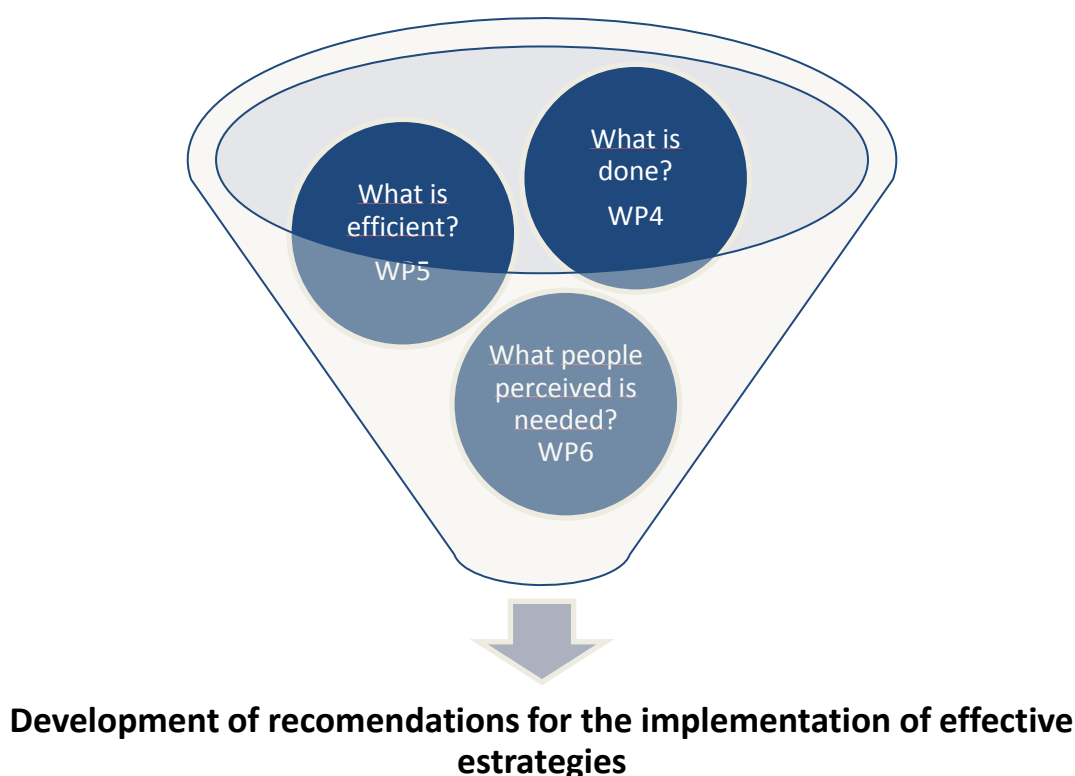 What is
done?
WP4
What is
efficient?
WP5
What people
perceived is
needed?
WP6
Development of recomendations for the implementation of effective
estrategies